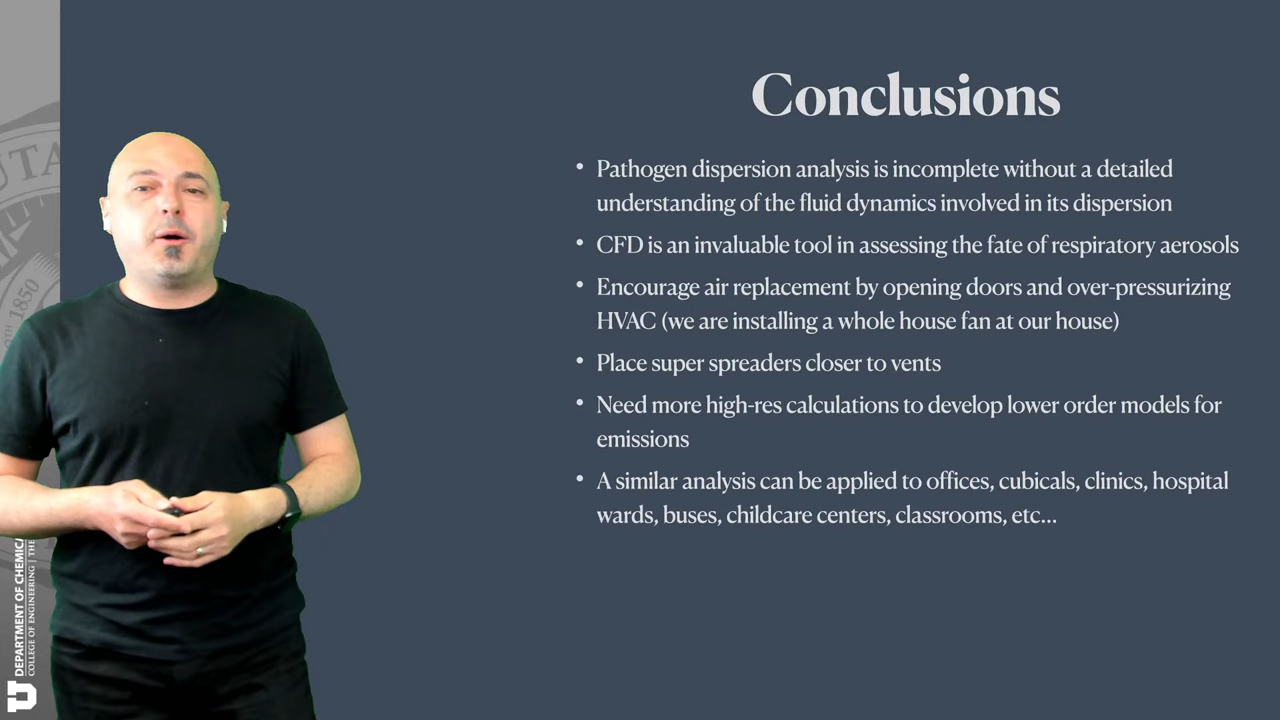 Conclusions
• Pathogen dispersion analysis is incomplete without a detailed
understanding of the fluid dynamics involved in its dispersion
• CFD is an invaluable tool in assessing the fate of respiratory aerosols
• Encourage air replacement by opening doors and over-pressurizing
HVAC (we are installing a whole house fan at our house)
• Place super spreaders closer to vents
• Need more high-res calculations to develop lower order models for
emissions
• A similar analysis can be applied to offices, cubicals, clinics, hospital
wards, buses, childcare centers, classrooms, etc...
UTA
1850
DEPARTMENT OF CHEMICA
COLLEGE OF ENGINEERING | THE
U